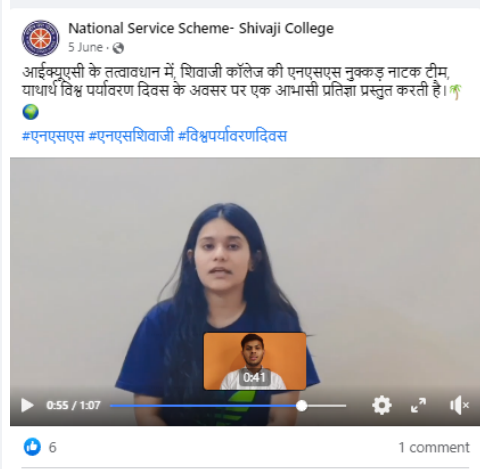 National Service Scheme- Shivaji College
5 June
आईक्यूएसी के तत्वावधान में, शिवाजी कॉलेज की एनएसएस नुक्कड़ नाटक टीम,
याथार्थ विश्व पर्यावरण दिवस के अवसर पर एक आभासी प्रतिज्ञा प्रस्तुत करती है।🌴
🌍
#एनएसएस #एनएसशिवाजी #विश्वपर्यावरणदिवस
0:41
0:55 / 1:07
6
1 comment